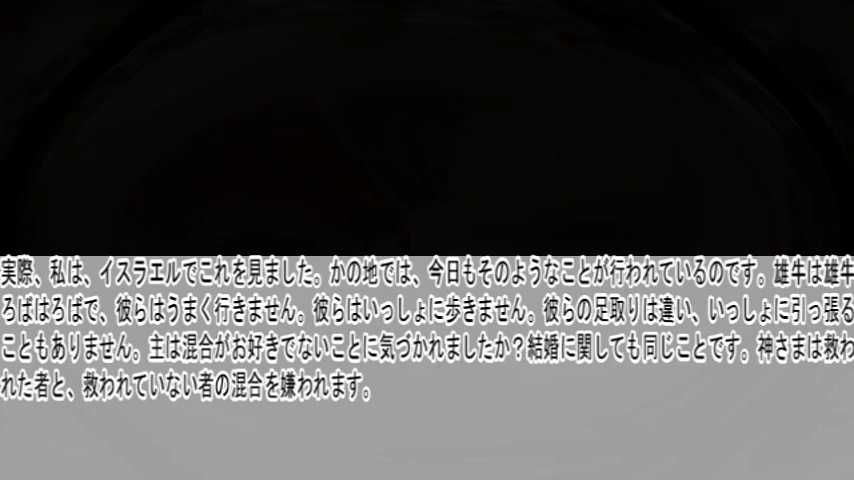 実際、私は、イスラエルでこれを見ました。かの地では、今日もそのようなことが行われているのです。雄牛は雄牛
ろばはろばで、彼らはうまく行きません。彼らはいっしょに歩きません。彼らの足取りは違い、いっしょに引っ張る
こともありません。主は混合がお好きでないことに気づかれましたか？結婚に関しても同じことです。神さまは救わ
れた者と、救われていない者の混合を嫌われます。